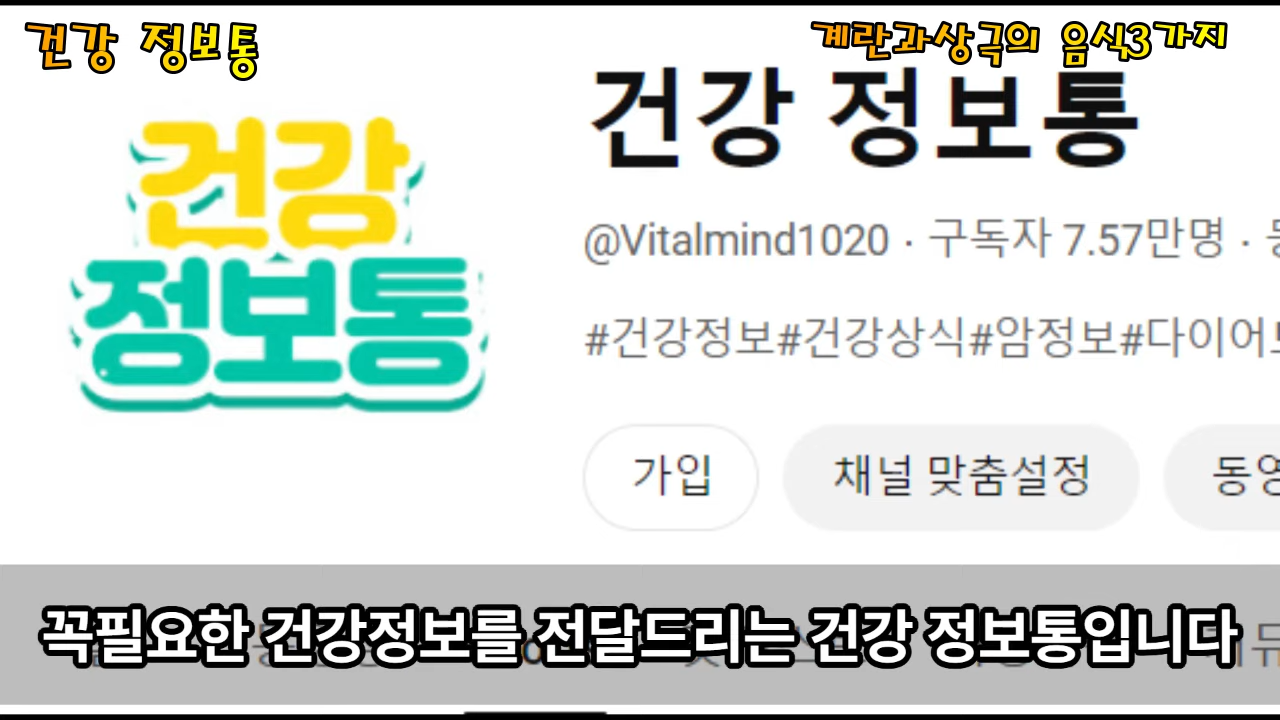 건강 정보통
계란과상극의 음식3가지
건강
정보통
건강 정보통
@Vitalmind1020 · 구독자 7.57만명 ·
#건강정보#건강상식#암정보#다이어
가입
채널 맞춤설정
동영
꼭필요한 건강정보를 전달드리는 건강 정보통입니다